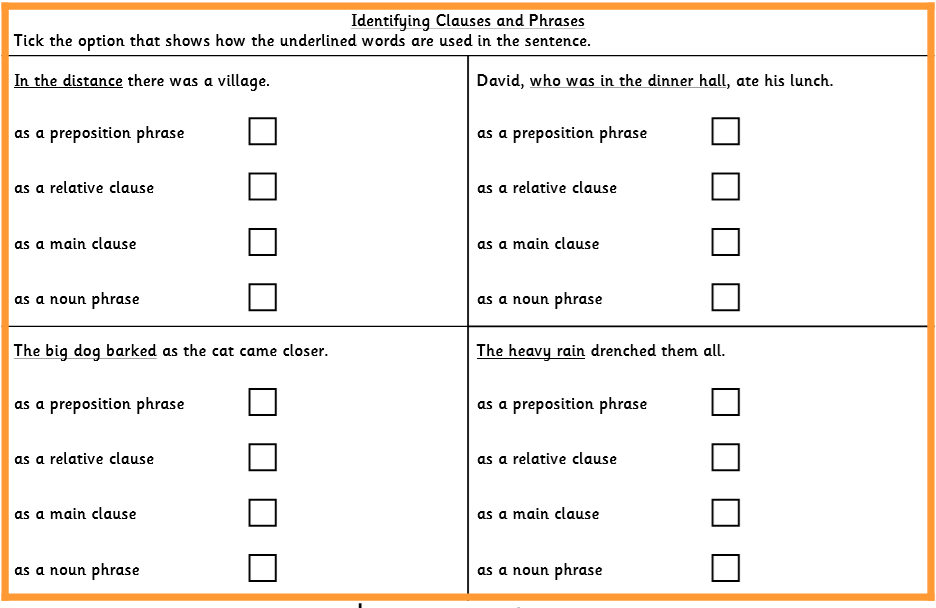 Identifying Clauses and Phrases
Tick the option that shows how the underlined words are used in the sentence.
In the distance there was a village.
as a preposition phrase
as a relative clause
as a main clause
as a noun phrase
David, who was in the dinner hall, ate his lunch.
as a preposition phrase
as a relative clause
as a main clause
as a noun phrase
The big dog barked as the cat came closer.
as a preposition phrase
as a relative clause
as a main clause
as a noun phrase
The heavy rain drenched them all.
as a preposition phrase
as a relative clause
as a main clause
as a noun phrase